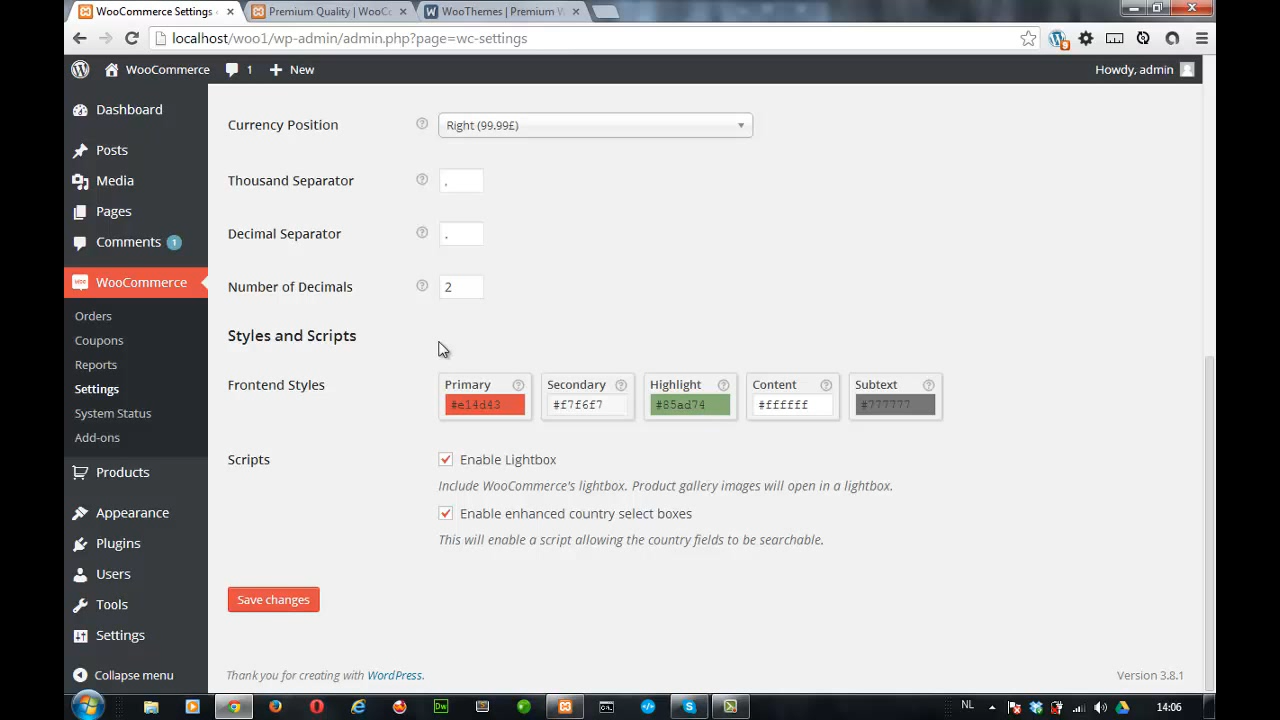 WooCommerce Settings
Premium Quality | WooCo
WooThemes | Premium W
localhost/woo1/wp-admin/admin.php?page=wc-settings
WooCommerce
1
New
Howdy, admin
Dashboard
Posts
Media
Pages
Comments 1
WooCommerce
Orders
Coupons
Reports
Settings
System Status
Add-ons
Products
Appearance
Plugins
Users
Tools
Settings
Collapse menu
Currency Position
Right (99.99£)
Thousand Separator
Decimal Separator
Number of Decimals
2
Styles and Scripts
Frontend Styles
Primary
Secondary
Highlight
Content
Subtext
#e14d43
#f7f6f7
#85ad74
#ffffff
#777777
Scripts
Enable Lightbox
Include WooCommerce's lightbox. Product gallery images will open in a lightbox.
Enable enhanced country select boxes
This will enable a script allowing the country fields to be searchable.
Save changes
Thank you for creating with WordPress.
Version 3.8.1
NL
14:06